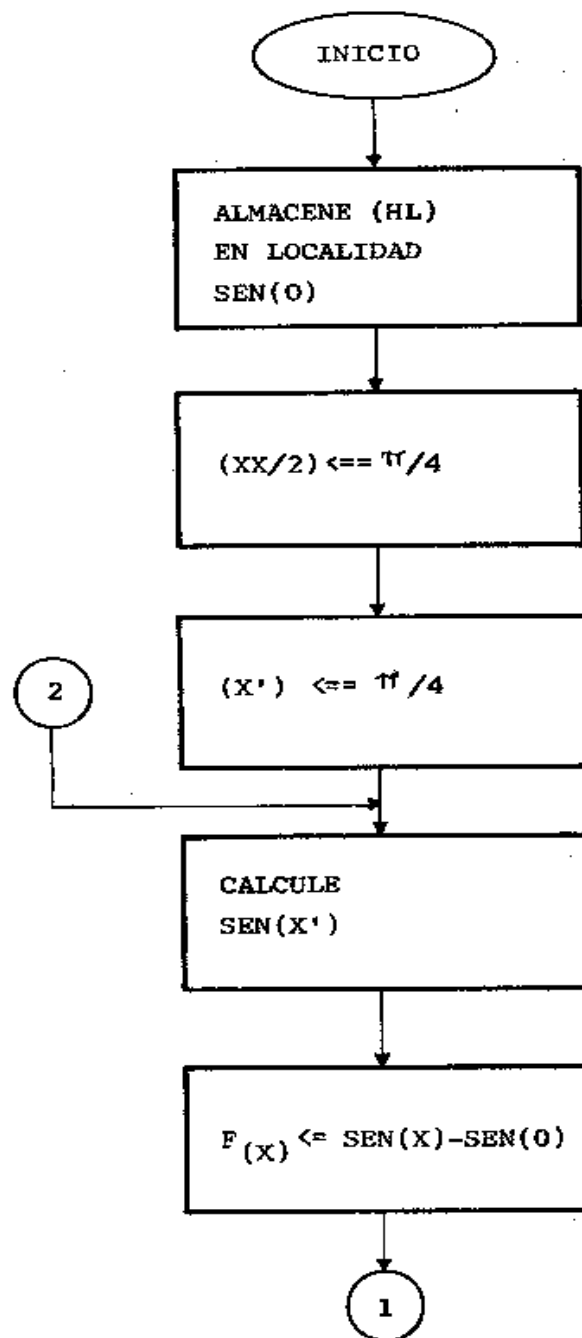 INICIO
ALMACENE (HL)
EN LOCALIDAD
SEN(O)
(XX/2) <== π/4
(X') <== π/4
2
CALCULE
SEN(X')
F(X) <= SEN(X)-SEN(O)
1